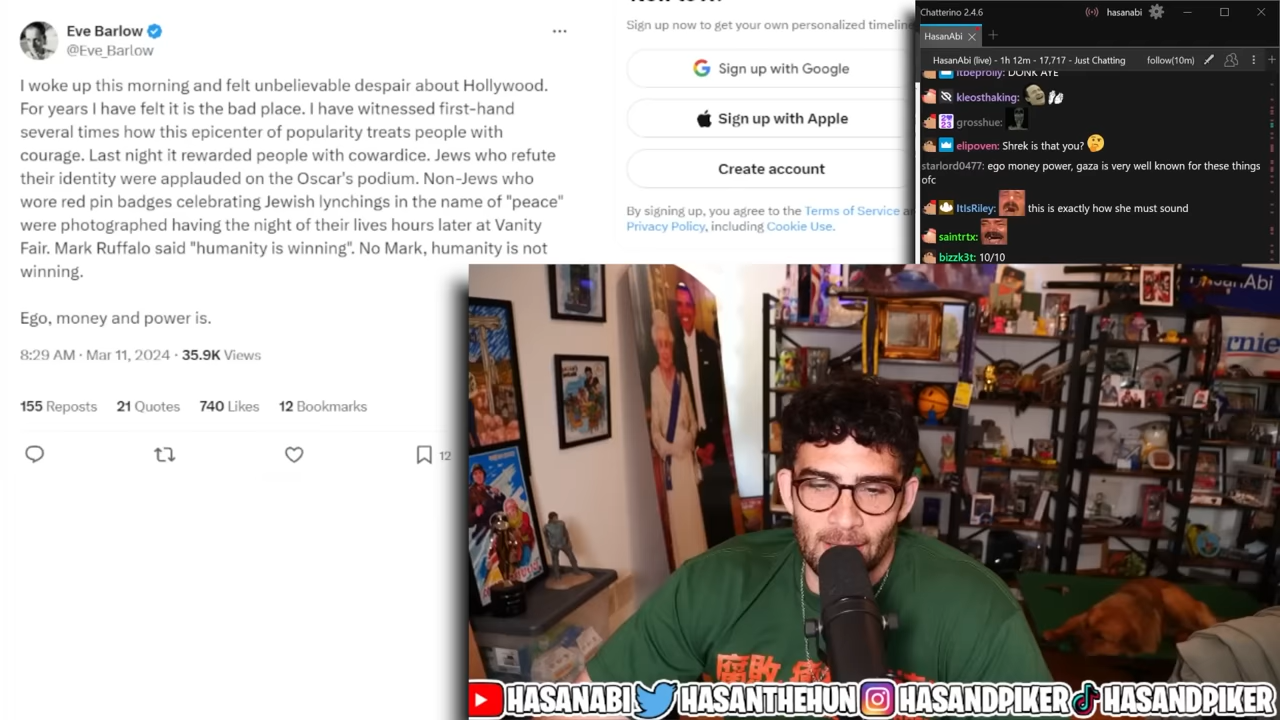 Eve Barlow
@Eve_Barlow
I woke up this morning and felt unbelievable despair about Hollywood.
For years I have felt it is the bad place. I have witnessed first-hand
several times how this epicenter of popularity treats people with
courage. Last night it rewarded people with cowardice. Jews who refute
their identity were applauded on the Oscar's podium. Non-Jews who
wore red pin badges celebrating Jewish lynchings in the name of "peace"
were photographed having the night of their lives hours later at Vanity
Fair. Mark Ruffalo said "humanity is winning". No Mark, humanity is not
winning.
Ego, money and power is.
8:29 AM · Mar 11, 2024 · 35.9K Views
155 Reposts 21 Quotes 740 Likes 12 Bookmarks
12
Sign up now to get your own personalized timeline
Sign up with Google
Sign up with Apple
Create account
By signing up, you agree to the Terms of Service
Privacy Policy, including Cookie Use.
Chatterino 2.4.6
hasanabi
HasanAbi
HasanAbi (live) - 1h 12m - 17,717 - Just Chatting
follow(10m)
itbeprolly: DONK AYE
kleosthaking:
grosshue:
elipoven: Shrek is that you?
starlord0477: ego money power, gaza is very well known for these things
ofc
ItIsRiley: this is exactly how she must sound
saintrtx:
bizzk3t: 10/10
HasanAbi
ernie
腐敗
HASANABI HASANTHEHUN HASANDPIKER HASANDPIKER